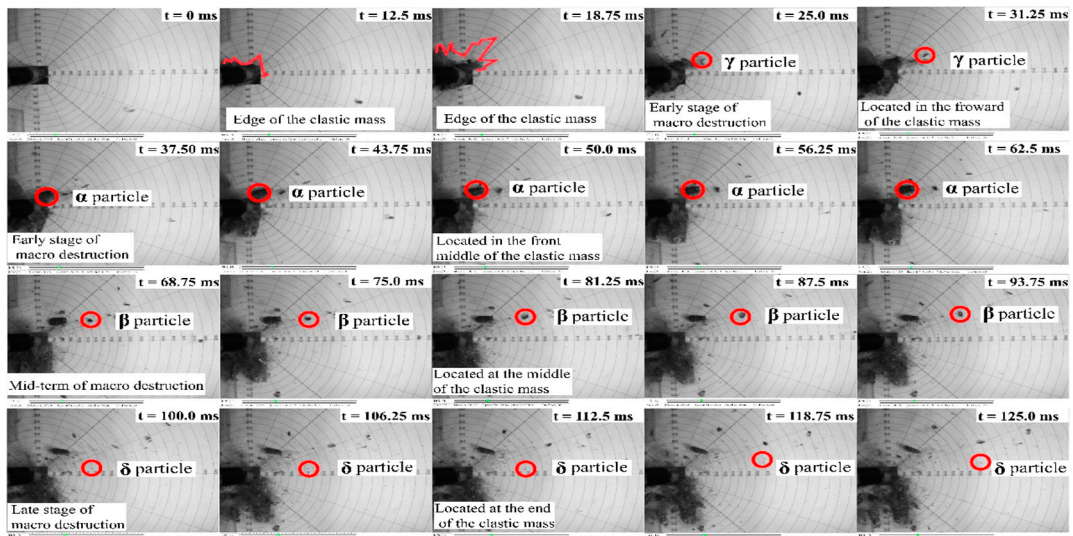 t = 0 ms
t = 12.5 ms
Edge of the clastic mass
t = 18.75 ms
Edge of the clastic mass
t = 25.0 ms
γ particle
Early stage of
macro destruction
t = 31.25 ms
γ particle
Located in the froward
of the clastic mass
t = 37.50 ms
α particle
Early stage of
macro destruction
t = 43.75 ms
α particle
t = 50.0 ms
α particle
Located in the front
middle of the clastic mass
t = 56.25 ms
α particle
t = 62.5 ms
α particle
t = 68.75 ms
β particle
Mid-term of macro destruction
t = 75.0 ms
β particle
t = 81.25 ms
β particle
Located at the middle
of the clastic mass
t = 87.5 ms
β particle
t = 93.75 ms
β particle
t = 100.0 ms
δ particle
Late stage of
macro destruction
t = 106.25 ms
δ particle
t = 112.5 ms
δ particle
Located at the end
of the clastic mass
t = 118.75 ms
δ particle
t = 125.0 ms
δ particle